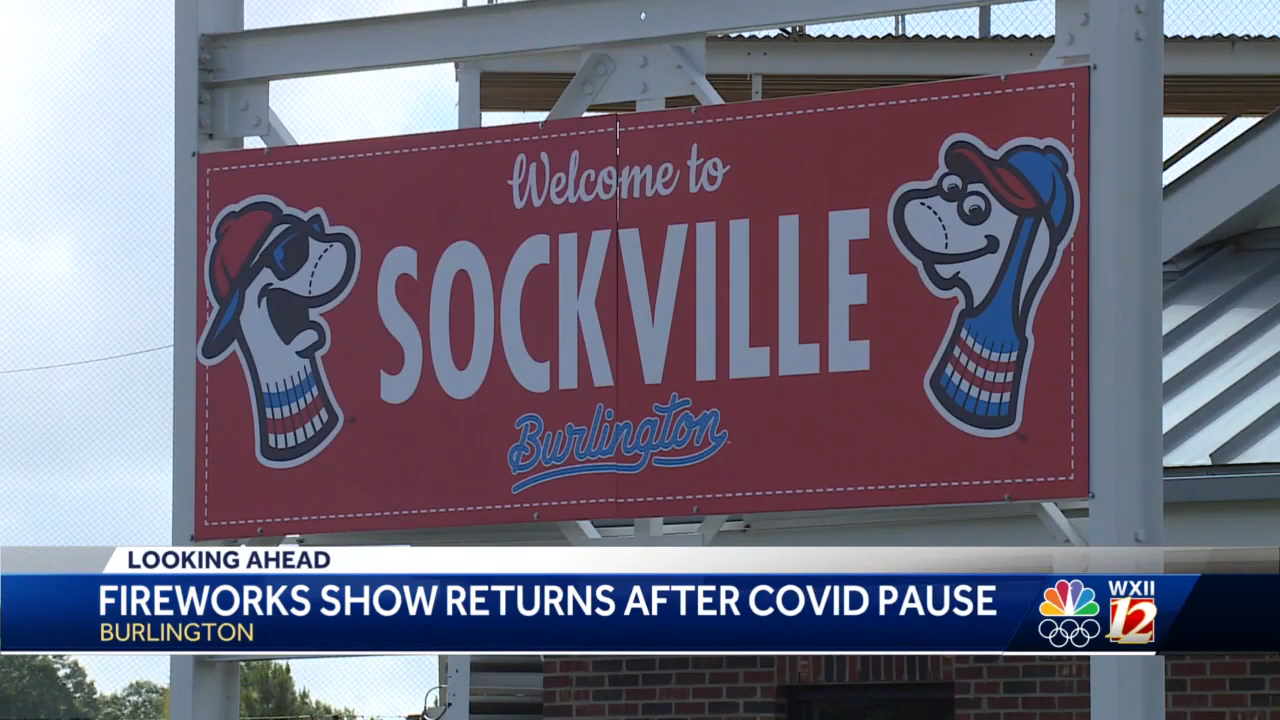 Welcome to
SOCKVILLE
Burlington
LOOKING AHEAD
FIREWORKS SHOW RETURNS AFTER COVID PAUSE
BURLINGTON
WXII
12